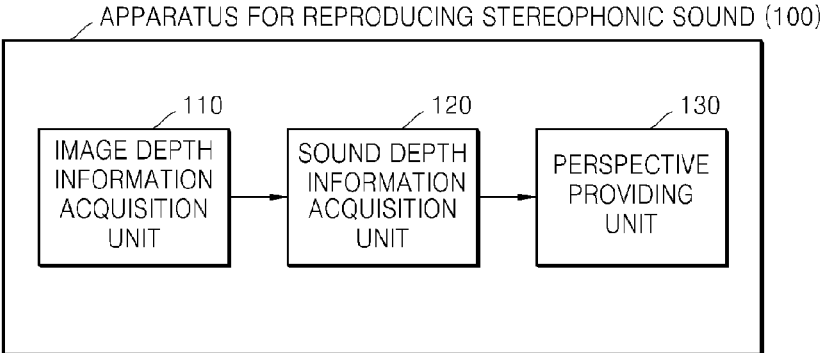 APPARATUS FOR REPRODUCING STEREOPHONIC SOUND (100)
110
120
130
IMAGE DEPTH
INFORMATION
ACQUISITION
UNIT
SOUND DEPTH
INFORMATION
ACQUISITION
UNIT
PERSPECTIVE
PROVIDING
UNIT